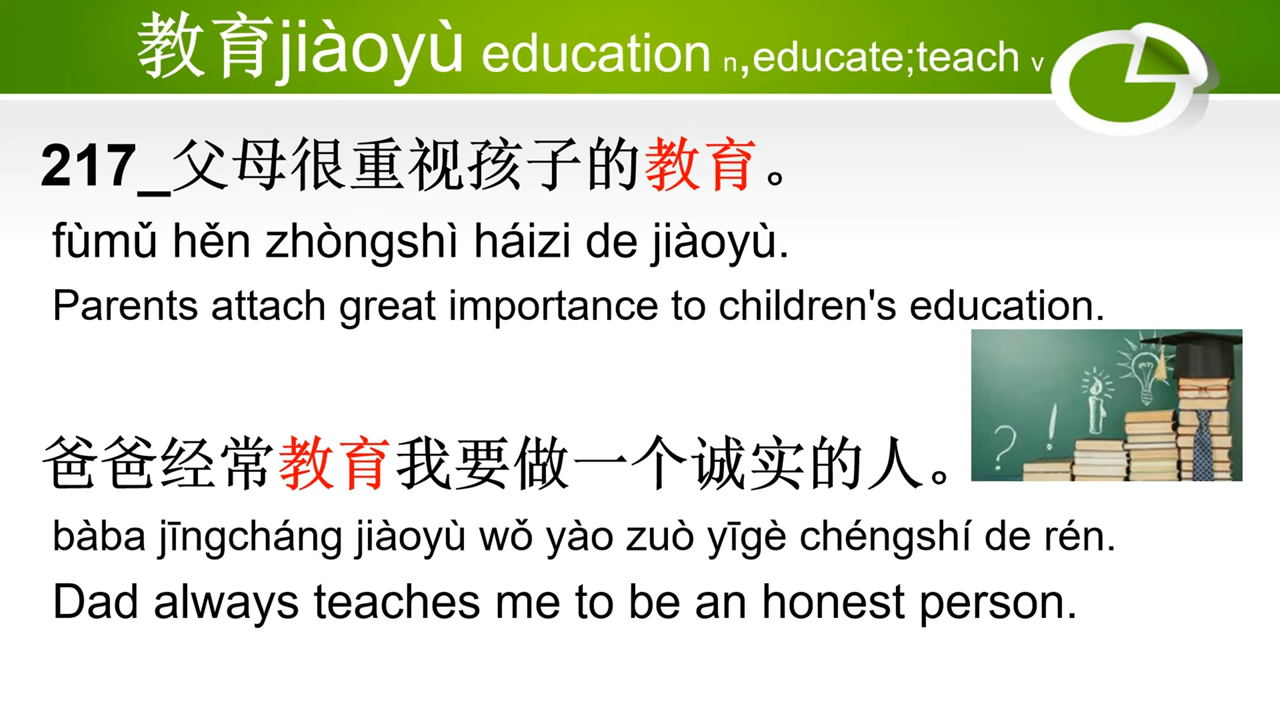 教育jiàoyù education n,educate;teach v
217_父母很重视孩子的教育。
fùmǔ hěn zhòngshì háizi de jiàoyù.
Parents attach great importance to children's education.
爸爸经常教育我要做一个诚实的人。
bàba jīngcháng jiàoyù wǒ yào zuò yīgè chéngshí de rén.
Dad always teaches me to be an honest person.